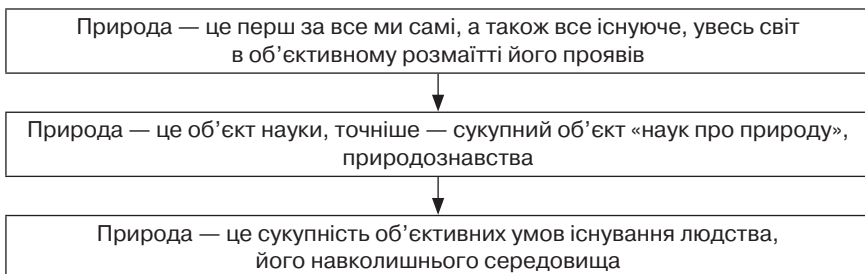 Природа — це перш за все ми самі, а також все існуюче, увесь світ
в об’єктивному розмаїтті його проявів
Природа — це об’єкт науки, точніше — сукупний об’єкт «наук про природу»,
природознавства
Природа — це сукупність об’єктивних умов існування людства,
його навколишнього середовища